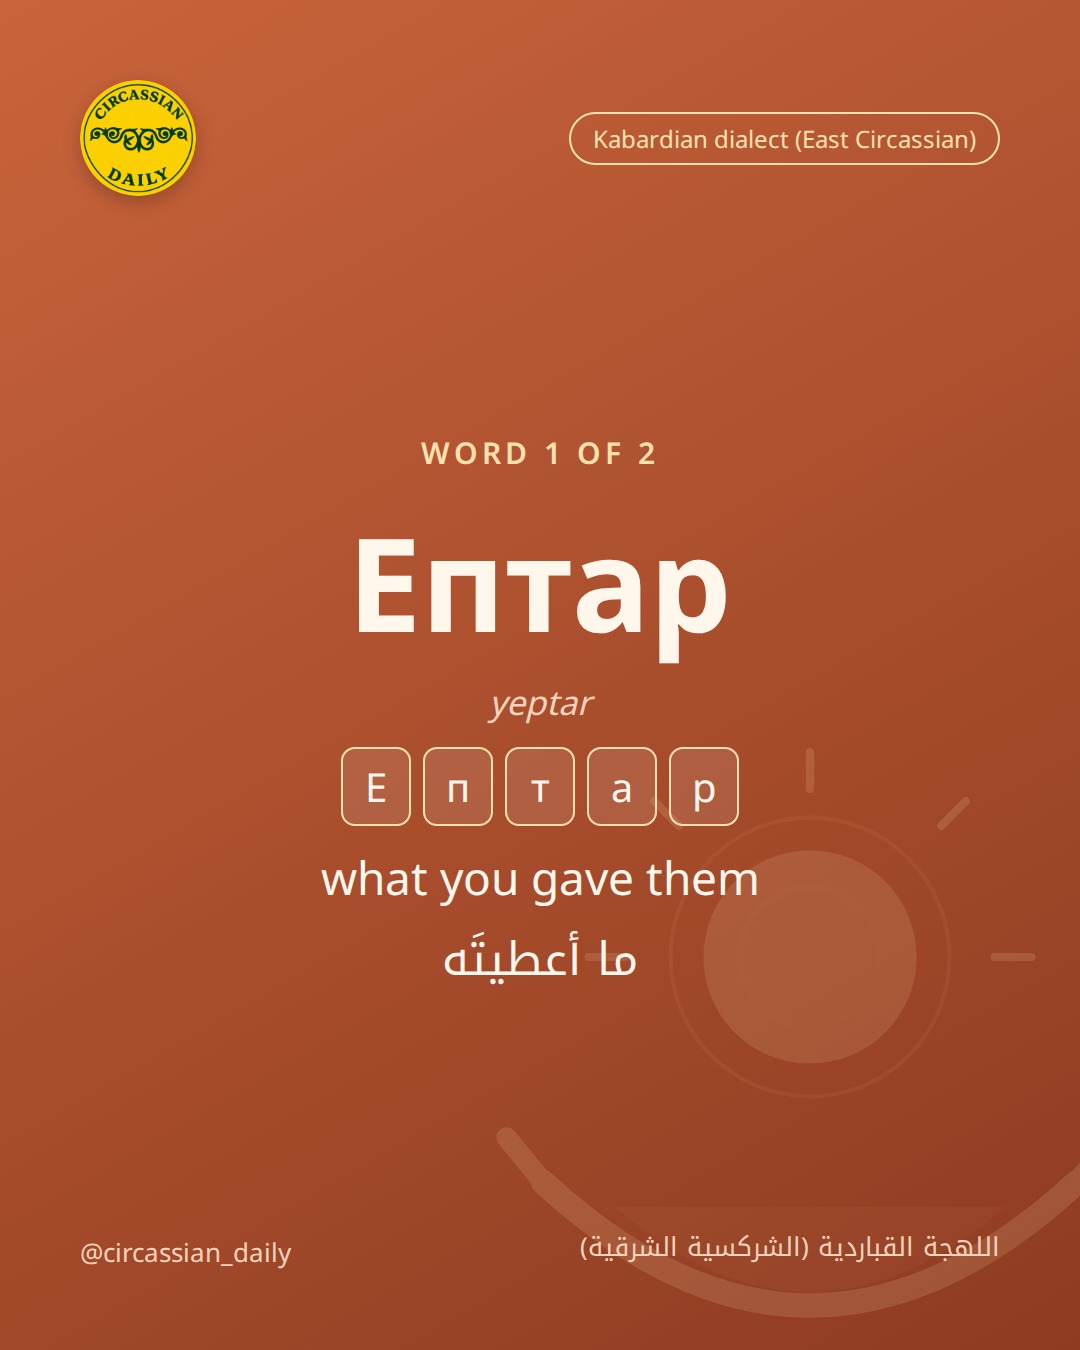 CIRCASSIAN
DAILY
Kabardian dialect (East Circassian)
WORD 1 OF 2
Ептар
yeptar
Е п т а р
what you gave them
ما أعطيتَه
@circassian_daily
اللهجة القباردية (الشركسية الشرقية)